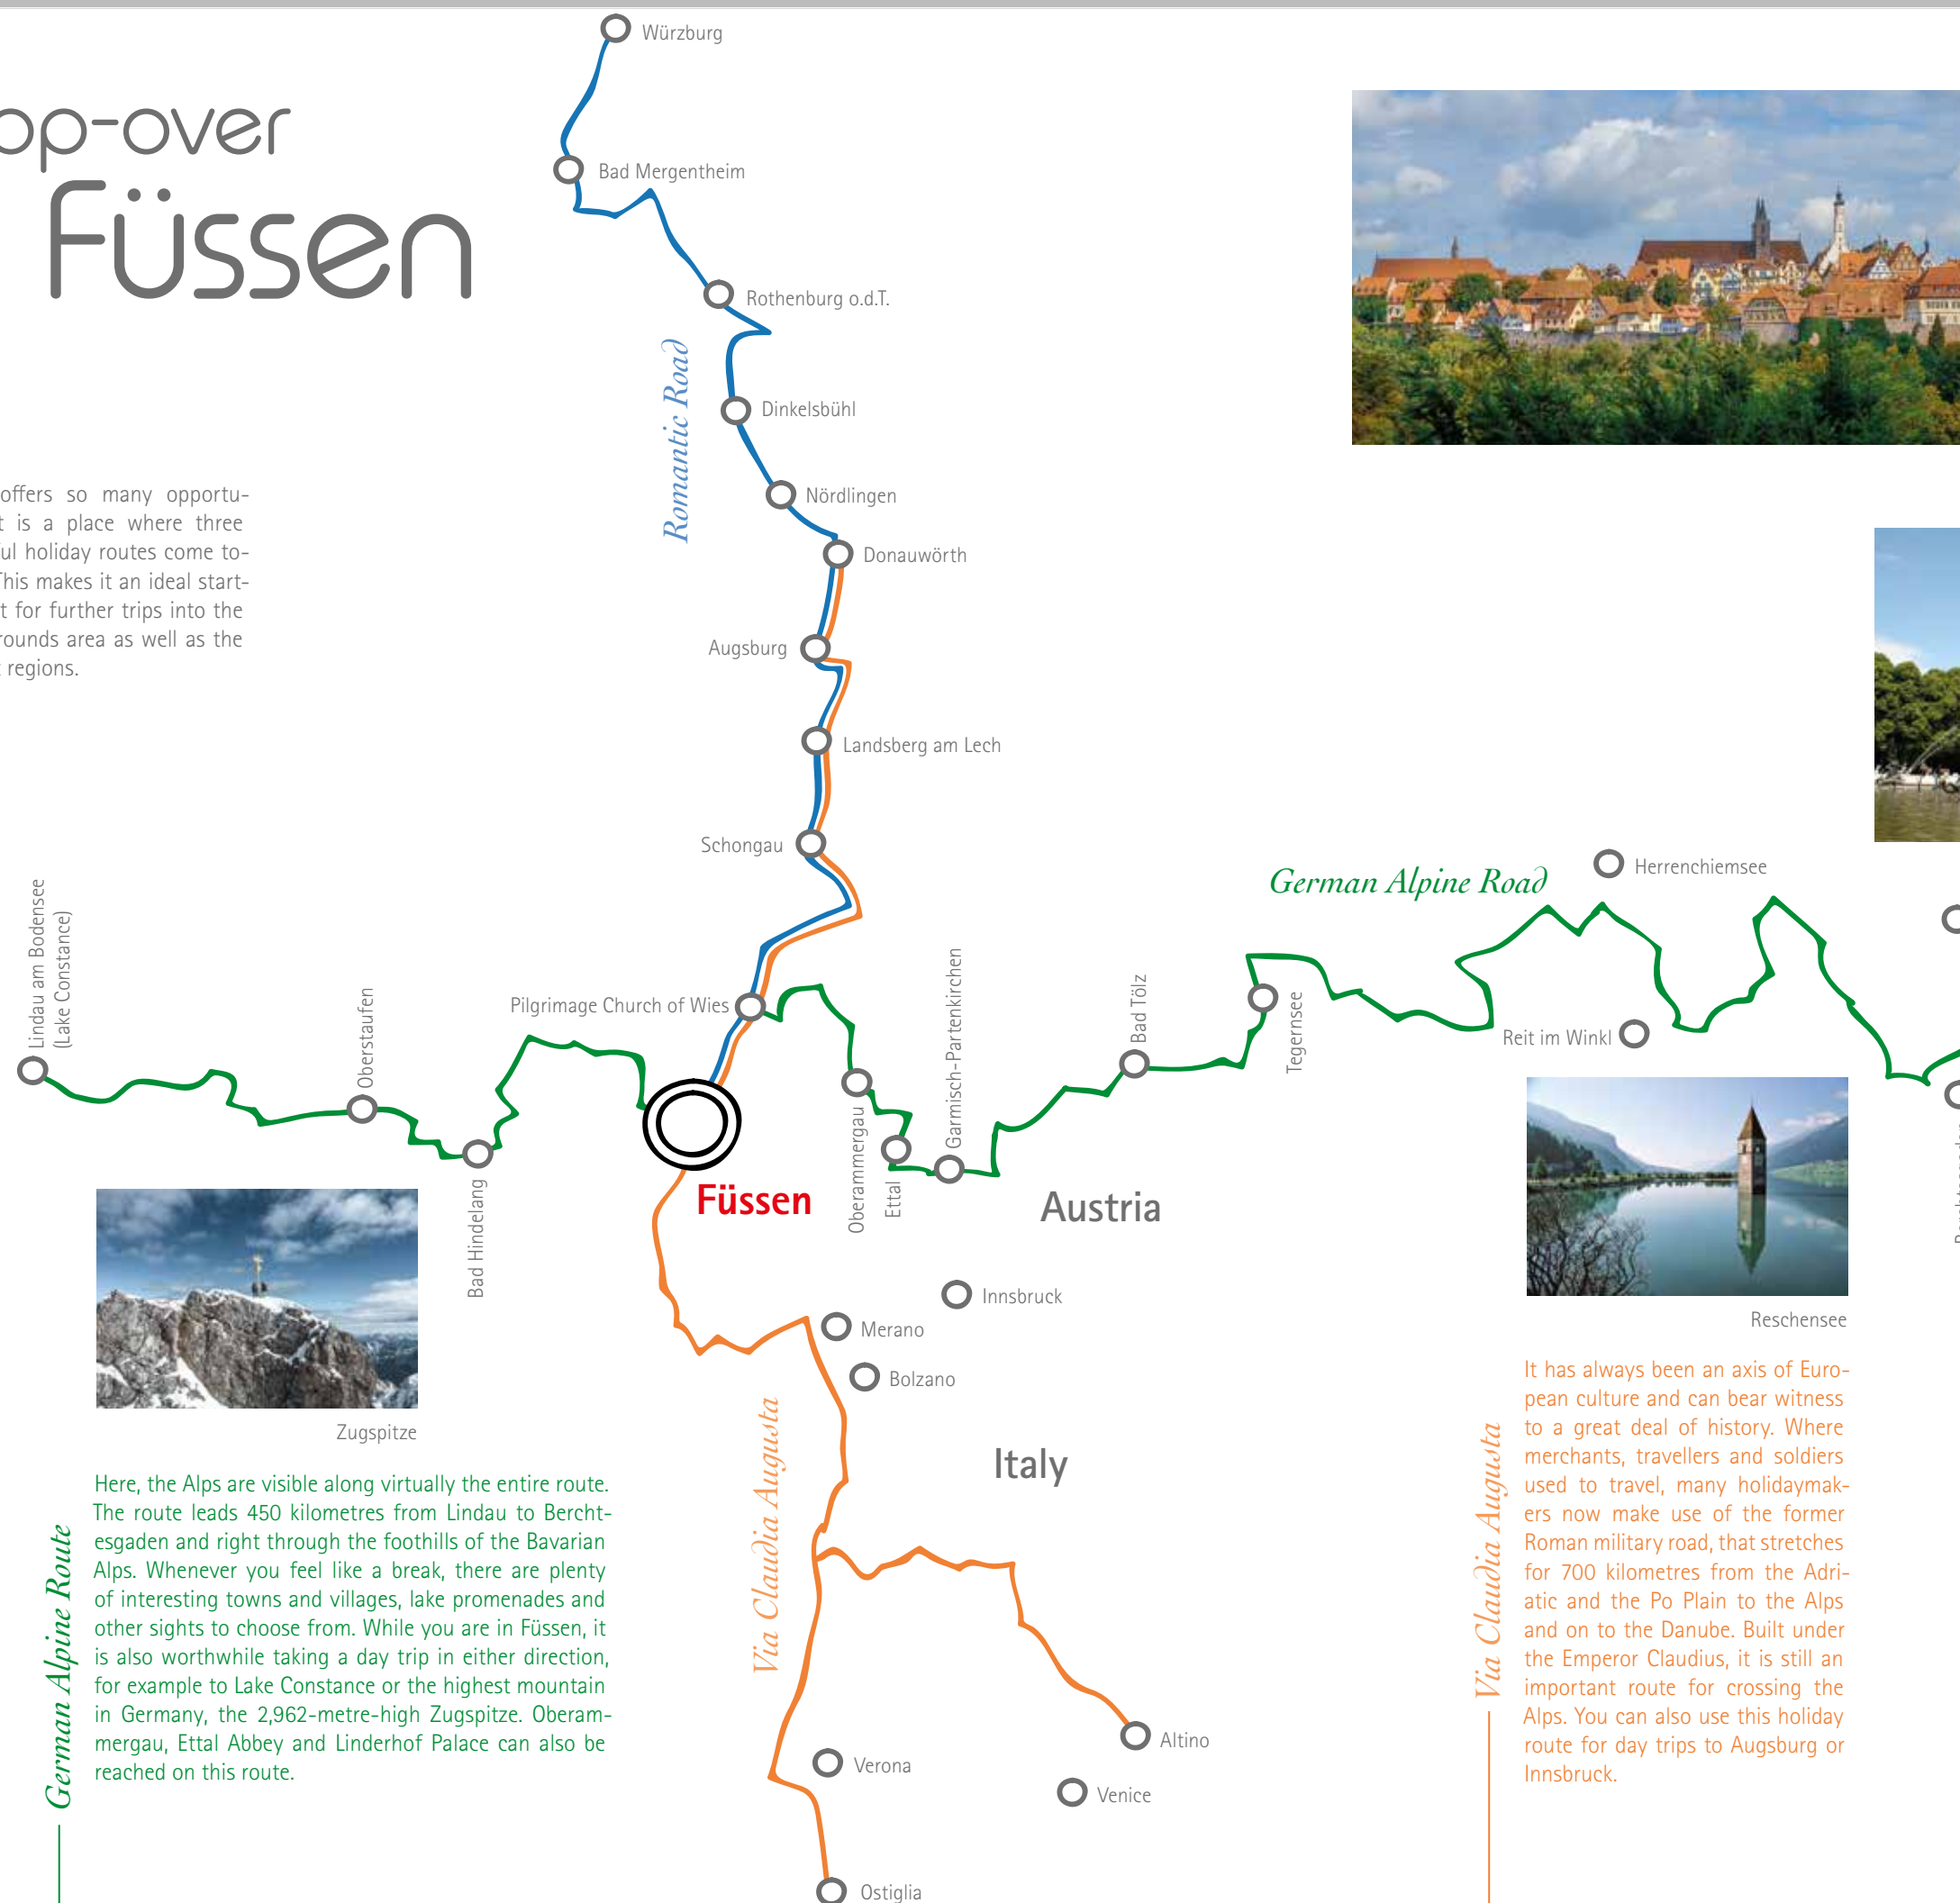 op-over
Füssen
offers so many opportu-
is a place where three
holiday routes come to-
This makes it an ideal start-
for further trips into the
area as well as the
regions.
Würzburg
Bad Mergentheim
Rothenburg o.d.T.
Romantic Road
Dinkelsbühl
Nördlingen
Donauwörth
Augsburg
Landsberg am Lech
Schongau
German Alpine Road
Herrenchiemsee
Lindau am Bodensee
(Lake Constance)
Oberstaufen
Pilgrimage Church of Wies
Garmisch-Partenkirchen
Bad Tölz
Tegernsee
Reit im Winkl
Bad Hindelang
Füssen
Oberammergau
Ettal
Austria
Innsbruck
Merano
Bolzano
Italy
Via Claudia Augusta
Altino
Verona
Venice
Ostiglia
Zugspitze
German Alpine Route
Here, the Alps are visible along virtually the entire route.
The route leads 450 kilometres from Lindau to Bercht-
esgaden and right through the foothills of the Bavarian
Alps. Whenever you feel like a break, there are plenty
of interesting towns and villages, lake promenades and
other sights to choose from. While you are in Füssen, it
is also worthwhile taking a day trip in either direction,
for example to Lake Constance or the highest mountain
in Germany, the 2,962-metre-high Zugspitze. Oberam-
mergau, Ettal Abbey and Linderhof Palace can also be
reached on this route.
Reschensee
Via Claudia Augusta
It has always been an axis of Euro-
pean culture and can bear witness
to a great deal of history. Where
merchants, travellers and soldiers
used to travel, many holidaymak-
ers now make use of the former
Roman military road, that stretches
for 700 kilometres from the Adri-
atic and the Po Plain to the Alps
and on to the Danube. Built under
the Emperor Claudius, it is still an
important route for crossing the
Alps. You can also use this holiday
route for day trips to Augsburg or
Innsbruck.